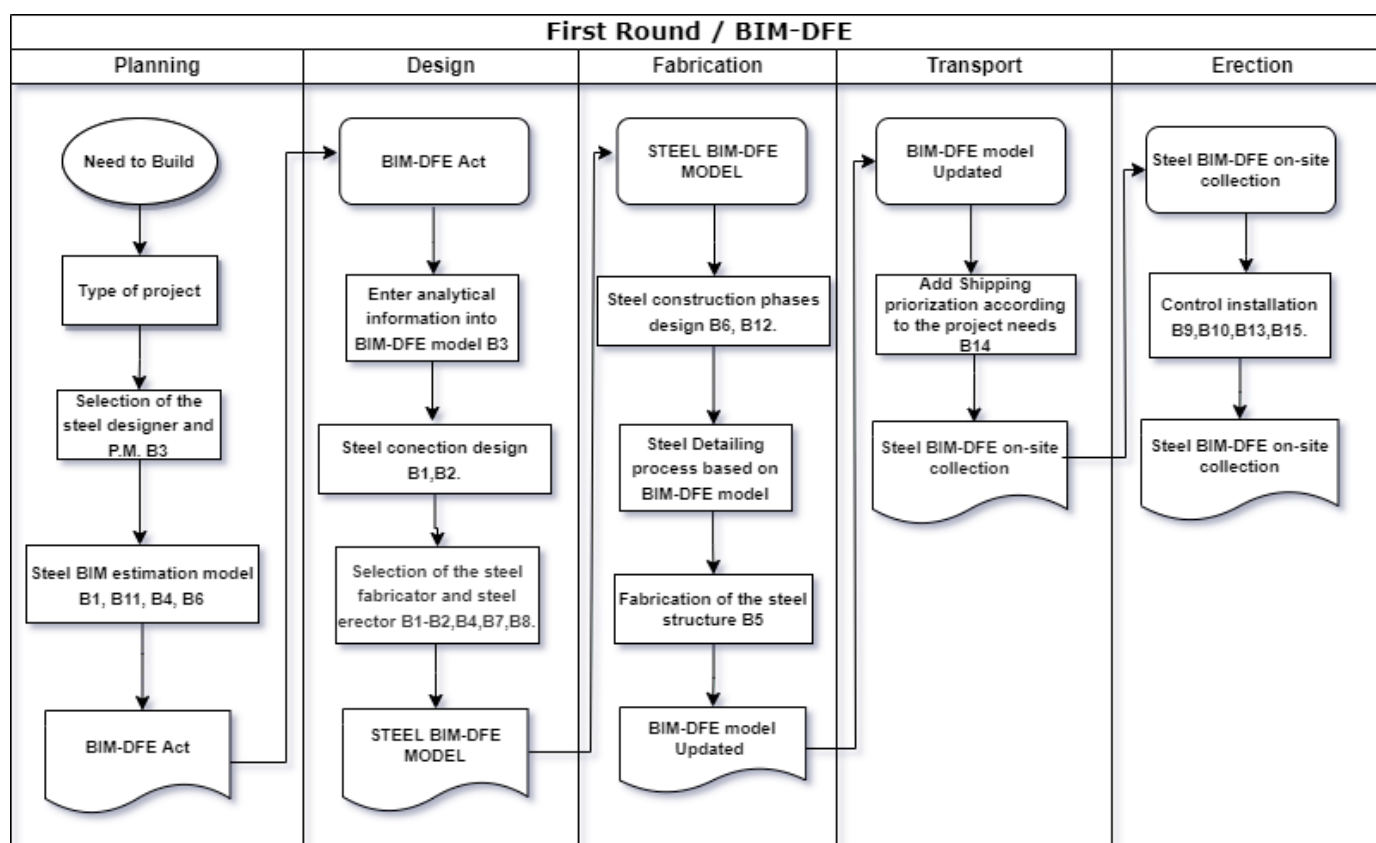 First Round / BIM-DFE
Planning
Design
Fabrication
Transport
Erection
Need to Build
Type of project
Selection of the
steel designer and
P.M. B3
Steel BIM estimation model
B1, B11, B4, B6
BIM-DFE Act
BIM-DFE Act
Enter analytical
information into
BIM-DFE model B3
Steel conection design
B1,B2.
Selection of the steel
fabricator and steel
erector B1-B2,B4,B7,B8.
STEEL BIM-DFE
MODEL
STEEL BIM-DFE
MODEL
Steel construction phases
design B6, B12.
Steel Detailing
process based on
BIM-DFE model
Fabrication of the steel
structure B5
BIM-DFE model
Updated
BIM-DFE model
Updated
Add Shipping
priorization according
to the project needs
B14
Steel BIM-DFE on-site
collection
Steel BIM-DFE on-site
collection
Control installation
B9,B10,B13,B15.
Steel BIM-DFE on-site
collection